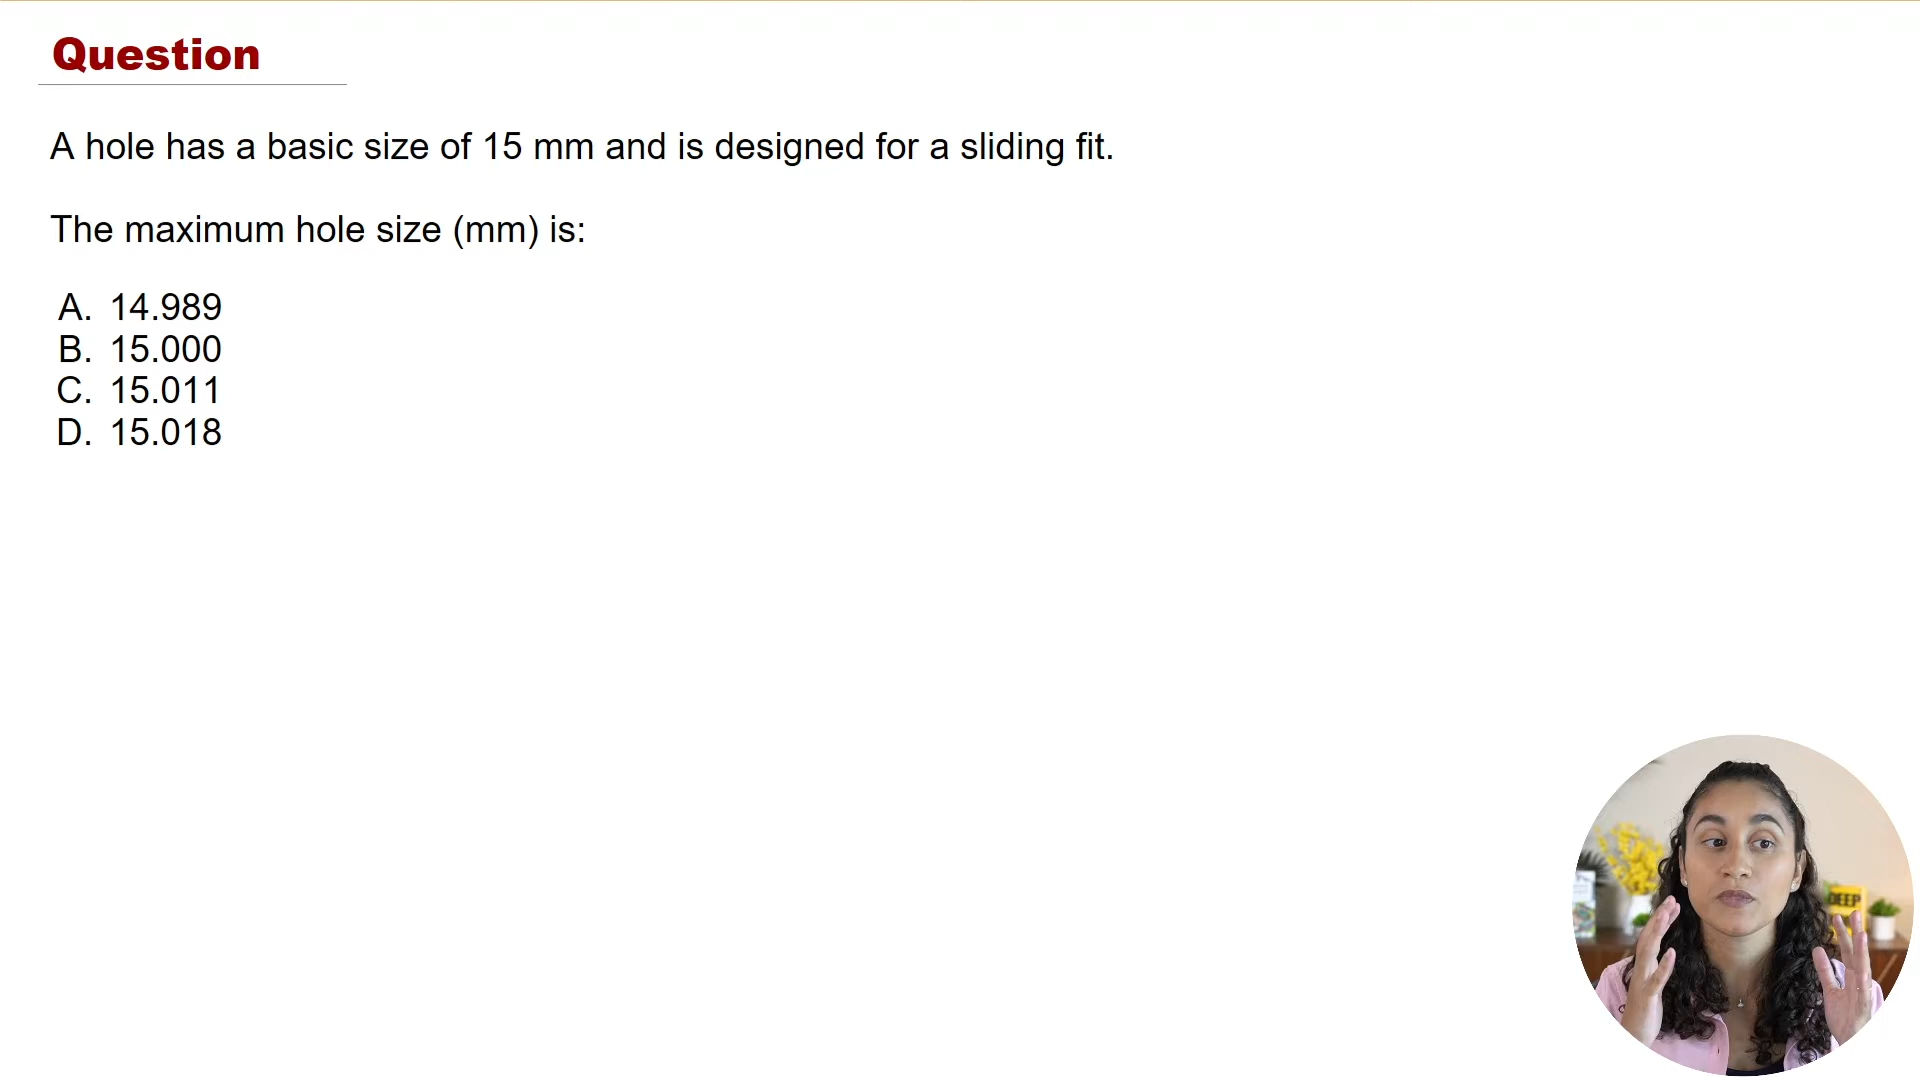 Question
A hole has a basic size of 15 mm and is designed for a sliding fit.
The maximum hole size (mm) is:
A. 14.989
B. 15.000
C. 15.011
D. 15.018
DEEP